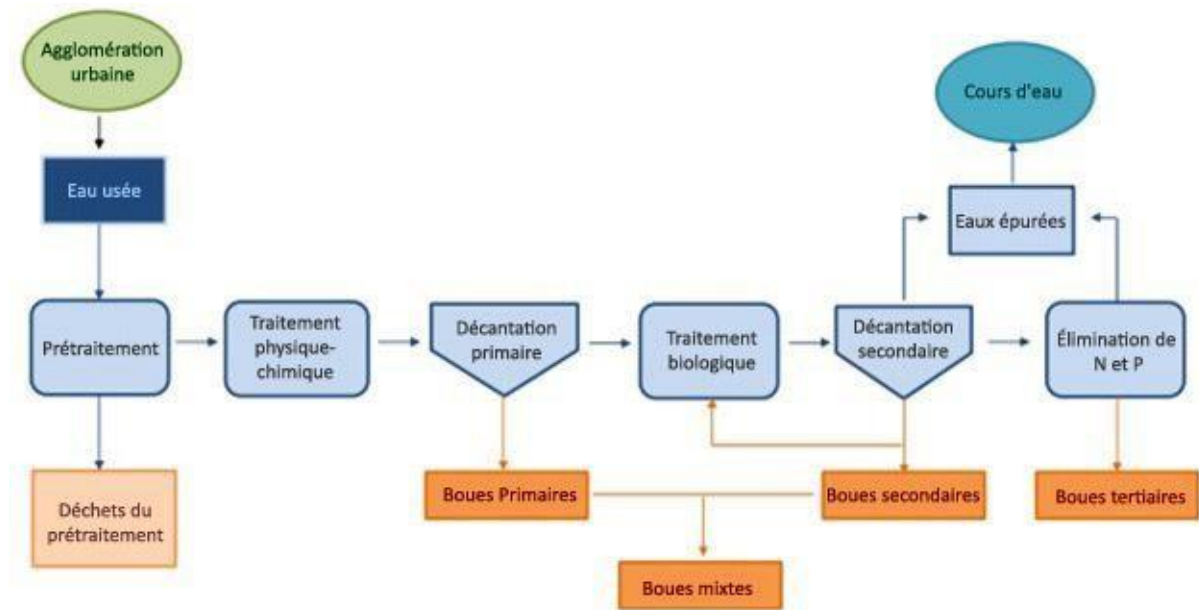 Agglomération
urbaine
Cours d'eau
Eau usée
Eaux épurées
Prétraitement
Traitement
physique-
chimique
Décantation
primaire
Traitement
biologique
Décantation
secondaire
Élimination de
N et P
Déchets du
prétraitement
Boues Primaires
Boues secondaires
Boues tertiaires
Boues mixtes